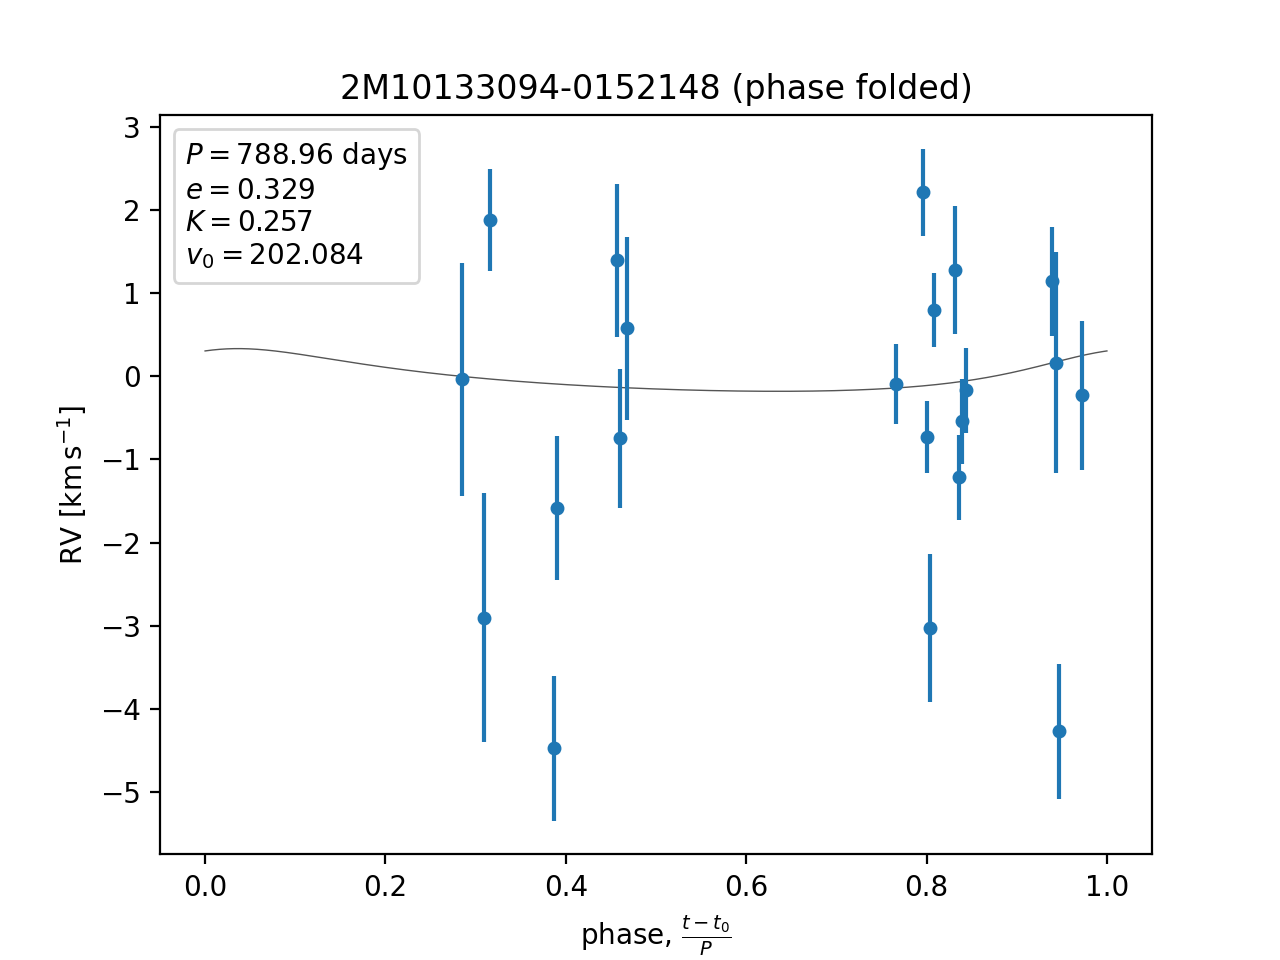 2M10133094-0152148 (phase folded)
P = 788.96 days
e = 0.329
K = 0.257
v₀ = 202.084
3
2
1
0
−1
−2
−3
−4
−5
RV [km s⁻¹]
0.0 0.2 0.4 0.6 0.8 1.0
phase, (t − t₀)/P